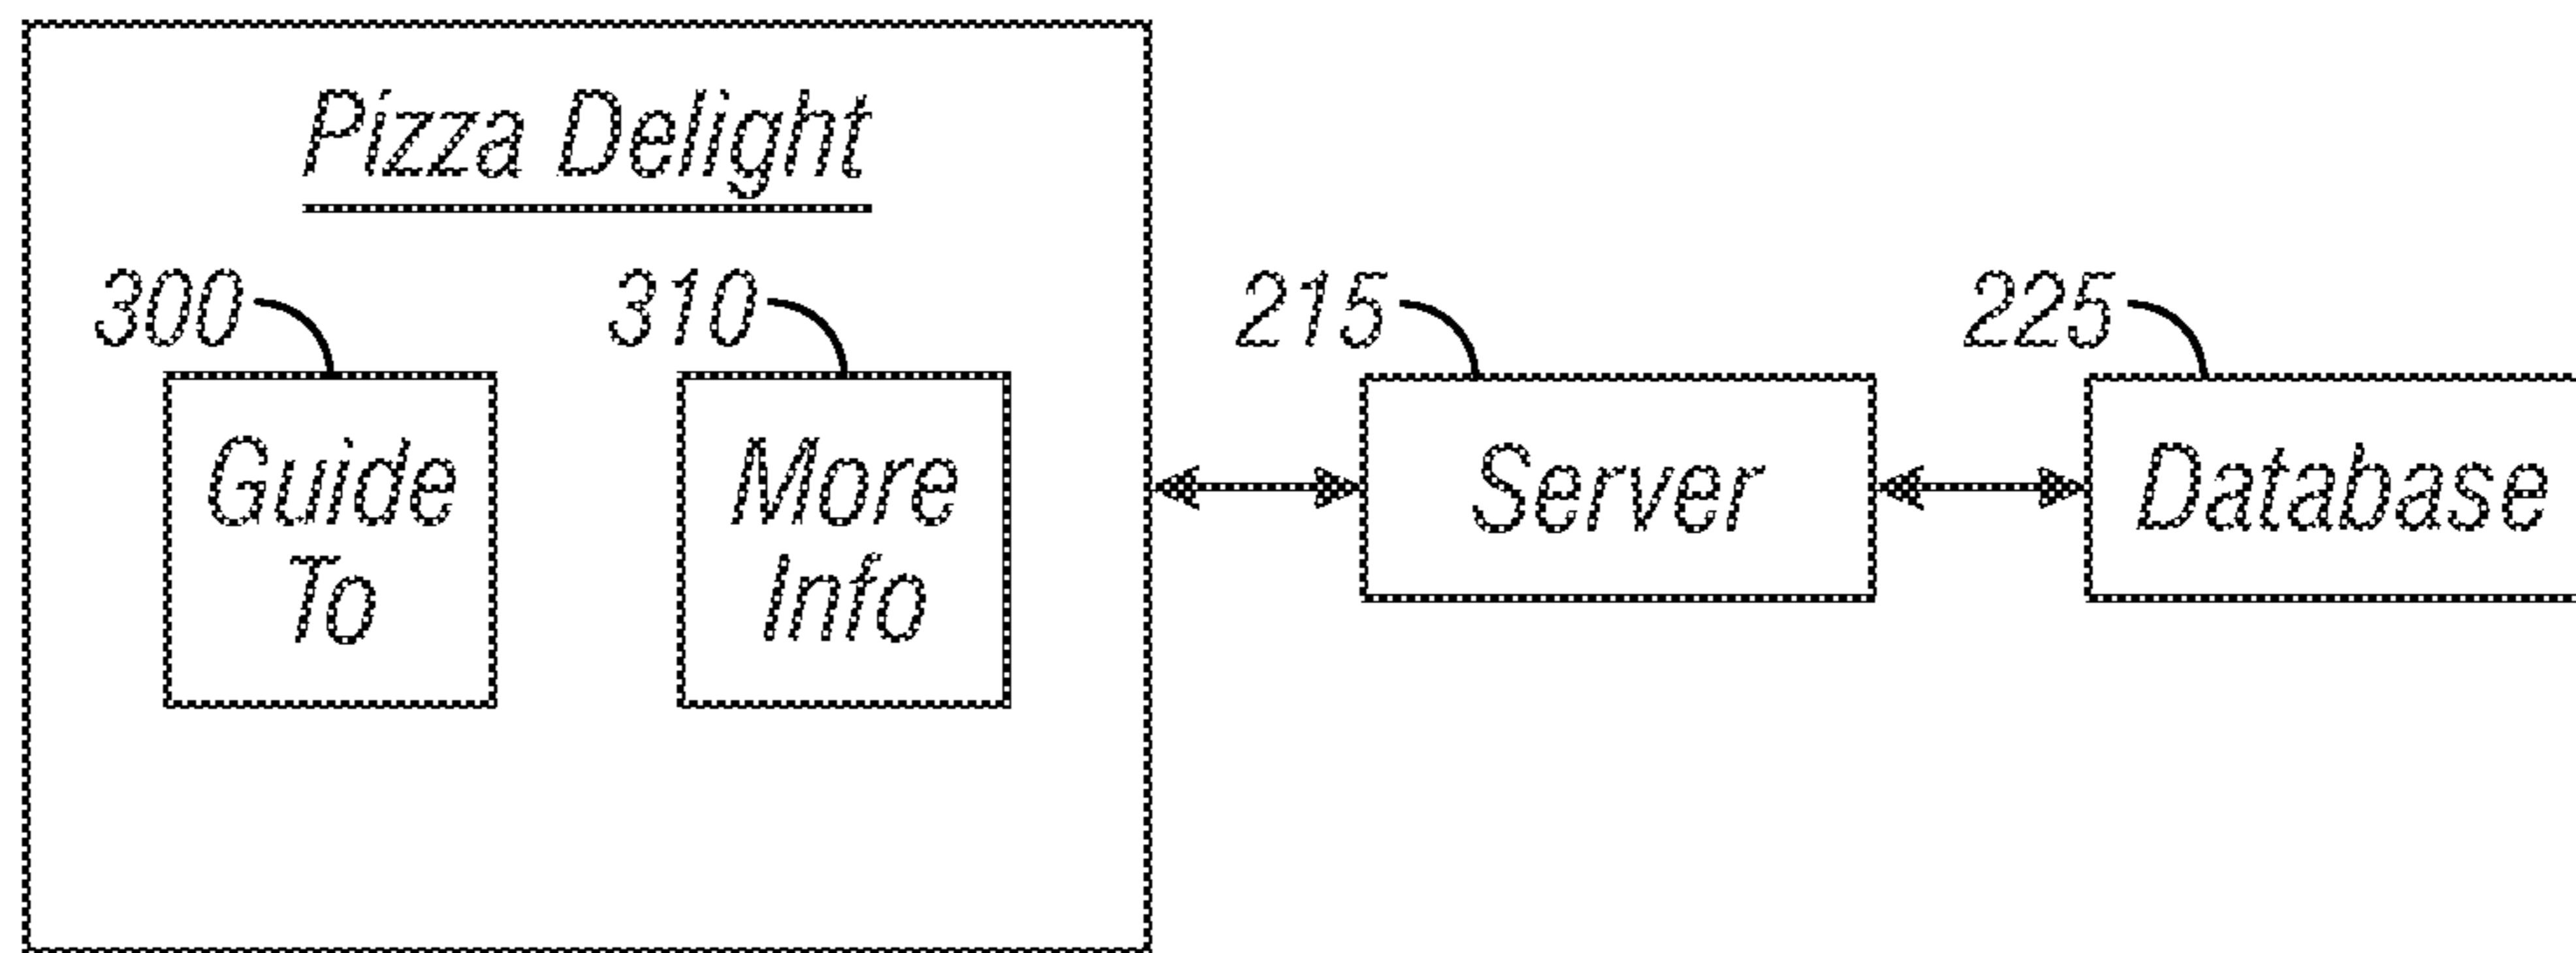 Pizza Delight
300
310
215
225
Guide
To
More
Info
Server
Database